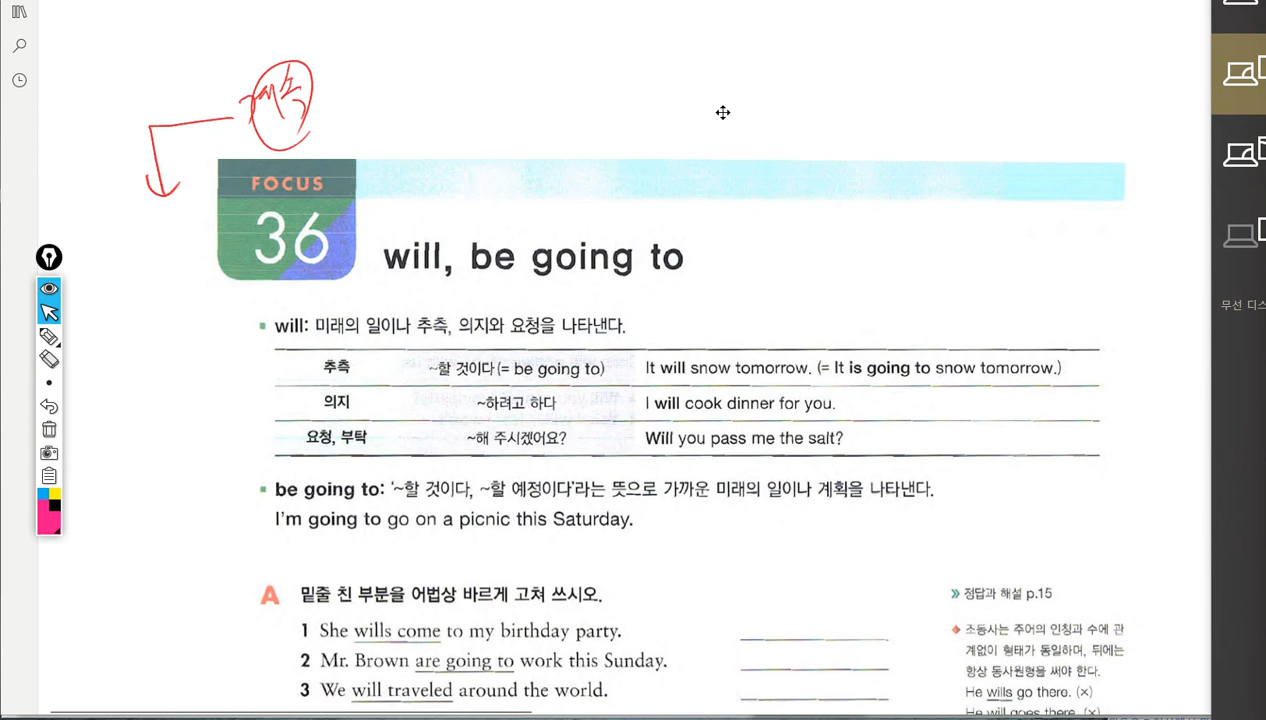 계속
FOCUS
36
will, be going to
will: 미래의 일이나 추측, 의지와 요청을 나타낸다.
추측 ~할 것이다(= be going to) It will snow tomorrow. (= It is going to snow tomorrow.)
의지 ~하려고 하다 I will cook dinner for you.
요청, 부탁 ~해 주시겠어요? Will you pass me the salt?
be going to: ‘~할 것이다, ~할 예정이다’라는 뜻으로 가까운 미래의 일이나 계획을 나타낸다.
I’m going to go on a picnic this Saturday.
A 밑줄 친 부분을 어법상 바르게 고쳐 쓰시오.
1 She wills come to my birthday party.
2 Mr. Brown are going to work this Sunday.
3 We will traveled around the world.
정답과 해설 p.15
조동사는 주어의 인칭과 수에 관
계없이 형태가 동일하며, 뒤에는
항상 동사원형을 써야 한다.
He wills go there. (×)
He will goes there. (×)
무선 디스